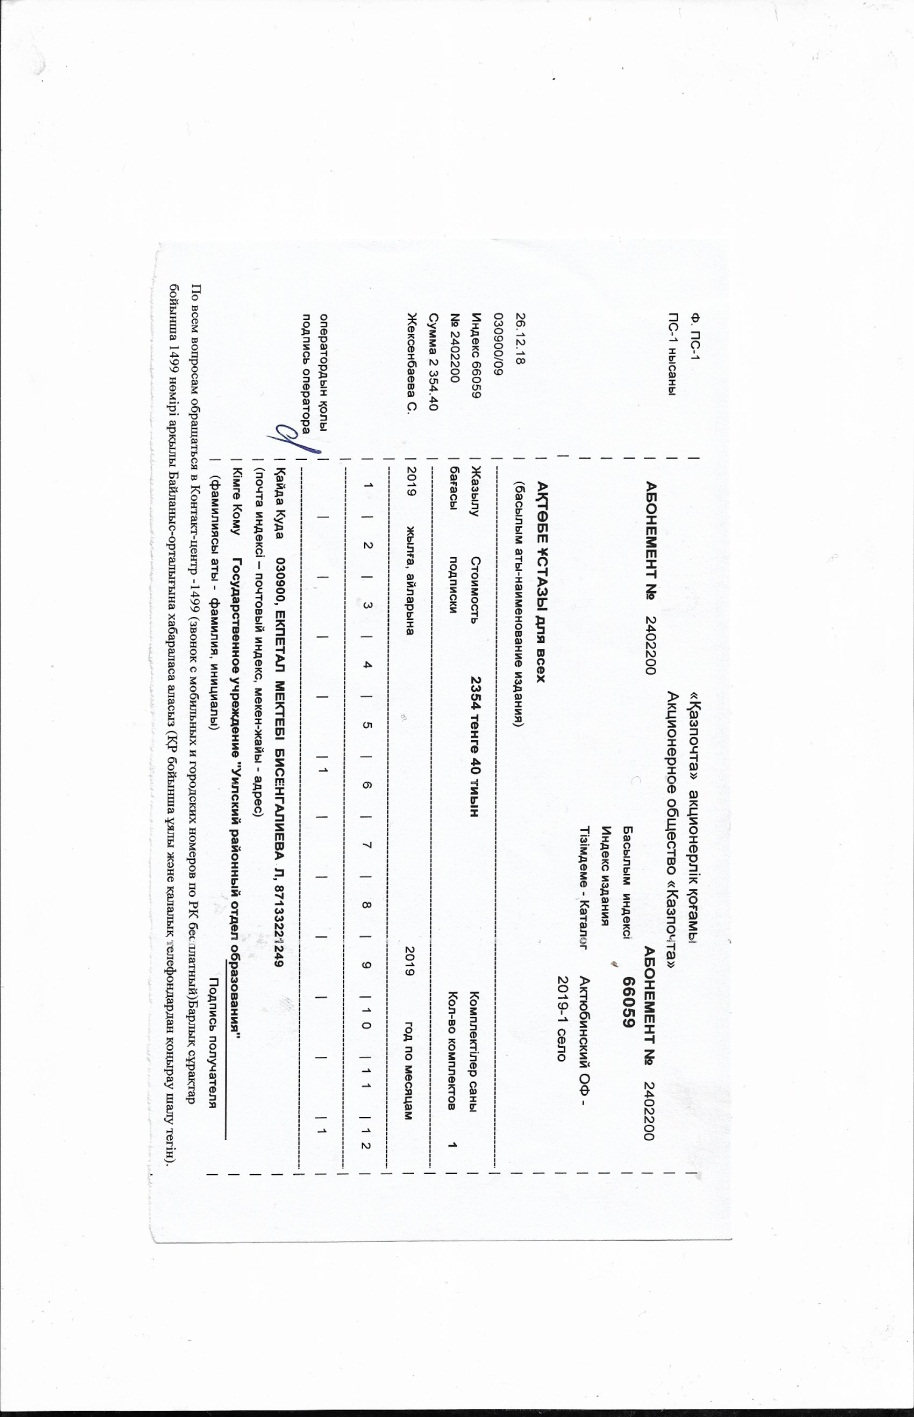 Ф. ПС-1 | «Қазпочта» акционерлік қоғамы |
ПС-1 нысаны | Акционерное общество «Казпочта» |
АБОНЕМЕНТ № 2402200 АБОНЕМЕНТ № 2402200 |
| Басылым индексі 66059 |
| Индекс издания |
| Тізімдеме - Каталог Актюбинский ОФ - |
| 2019-1 село
| АҚТӨБЕ ҰСТАЗЫ для всех |
26.12.18 | (басылым аты-наименование издания) |
030900/09 |-----------------------------------------------|
Индекс 66059 | Жазылу Стоимость 2354 тенге 40 тиын Комплектілер саны |
№ 2402200 | бағасы подписки Кол-во комплектов 1 |
Сумма 2 354,40 |-----------------------------------------------|
Жексенбаева С. | 2019 жылға, айларына 2019 год по месяцам |
|-----------------------------------------------|
| 1 | 2 | 3 | 4 | 5 | 6 | 7 | 8 | 9 |10 |11 |12 |
|-----------------------------------------------|
оператордың қолы | | | | | 1 | | | | | | | 1 |
подпись оператора |-----------------------------------------------|
| Қайда Куда 030900, ЕКПЕТАЛ МЕКТЕБІ БИСЕНГАЛИЕВА Л, 87133221249 |
| (почта индексі – почтовый индекс, мекен-жайы - адрес) |
| Кімге Кому Государственное учреждение "Уилский районный отдел образования" |
| (фамилиясы аты - фамилия, инициалы) Подпись получателя |
По всем вопросам обращаться в Контакт-центр -1499 (звонок с мобильных и городских номеров по РК бесплатный)Барлық сұрақтар
бойынша 1499 нөмірі арқылы Байланыс-орталығына хабарласа аласыз (ҚР бойынша ұялы және қалалық телефондардан қоңырау шалу тегін).